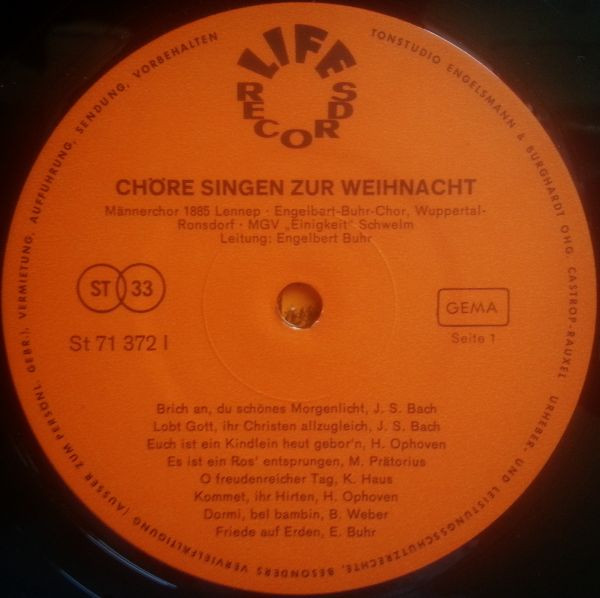 LIFE
RECORDS
TONSTUDIO ENGELSMANN & BURGHARDT OHG. CASTROP-RAUXEL URHEBER- UND LEISTUNGSSCHUTZRECHTE, BESONDERS VERVIELFÄLTIGUNG (AUSSER ZUM PERSÖNL. GEBR.), VERMIETUNG, AUFFÜHRUNG, SENDUNG, VORBEHALTEN
CHÖRE SINGEN ZUR WEIHNACHT
Männerchor 1885 Lennep · Engelbart-Buhr-Chor, Wuppertal-
Ronsdorf · MGV „Einigkeit" Schwelm
Leitung: Engelbert Buhr
ST 33
GEMA
St 71 372 I
Seite 1
Brich an, du schönes Morgenlicht, J. S. Bach
Lobt Gott, ihr Christen allzugleich, J. S. Bach
Euch ist ein Kindlein heut gebor'n, H. Ophoven
Es ist ein Ros' entsprungen, M. Prätorius
O freudenreicher Tag, K. Haus
Kommet, ihr Hirten, H. Ophoven
Dormi, bel bambin, B. Weber
Friede auf Erden, E. Buhr